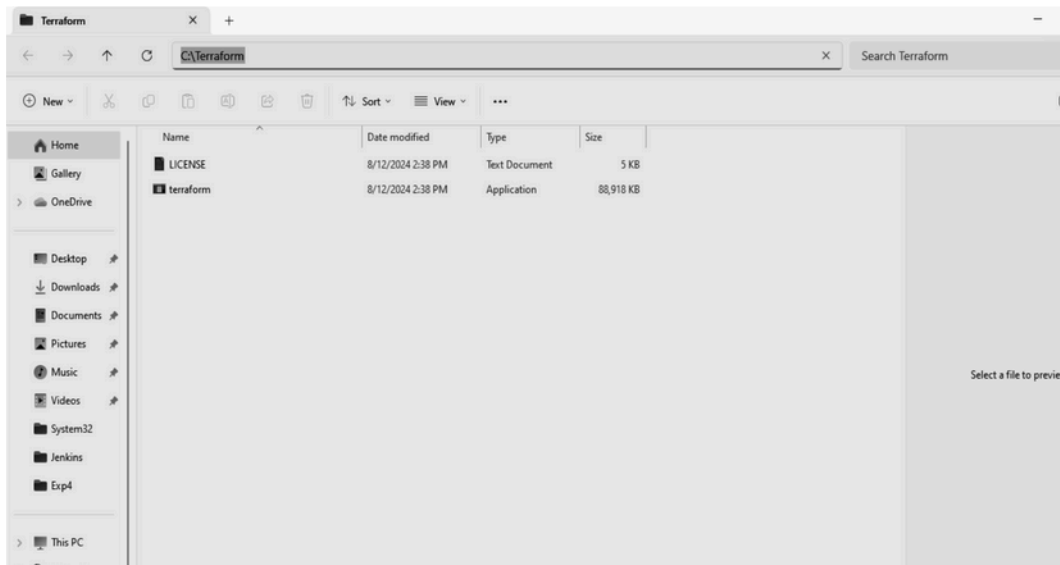 Terraform
C:\Terraform
Search Terraform
New
Sort
View
Name Date modified Type Size
LICENSE 8/12/2024 2:38 PM Text Document 5 KB
terraform 8/12/2024 2:38 PM Application 88,918 KB
Home
Gallery
OneDrive
Desktop
Downloads
Documents
Pictures
Music
Videos
System32
Jenkins
Exp4
This PC
Select a file to previe